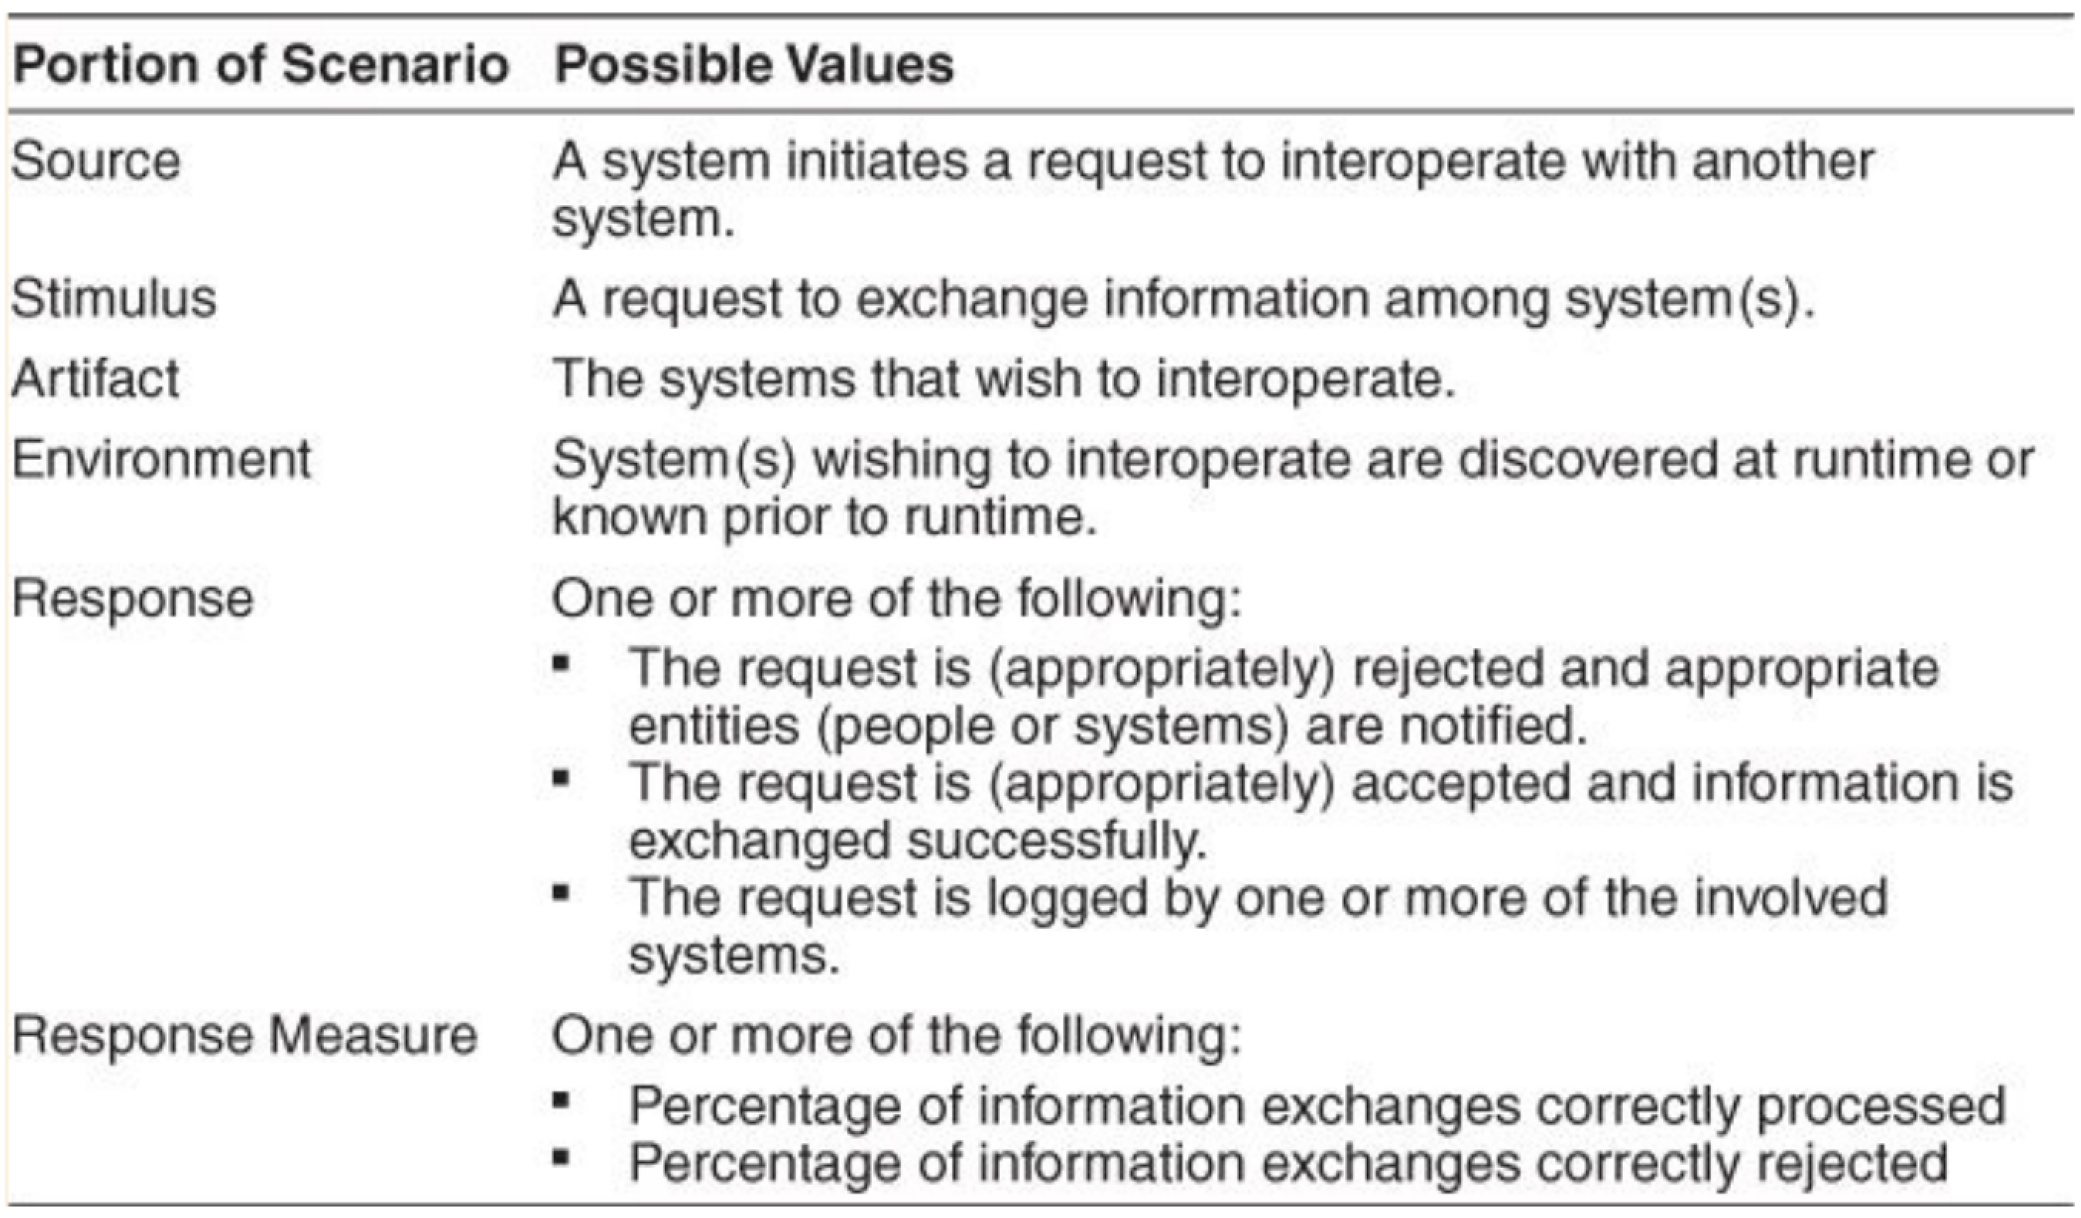 Portion of Scenario Possible Values
Source A system initiates a request to interoperate with another
system.
Stimulus A request to exchange information among system(s).
Artifact The systems that wish to interoperate.
Environment System(s) wishing to interoperate are discovered at runtime or
known prior to runtime.
Response One or more of the following:
▪ The request is (appropriately) rejected and appropriate
entities (people or systems) are notified.
▪ The request is (appropriately) accepted and information is
exchanged successfully.
▪ The request is logged by one or more of the involved
systems.
Response Measure One or more of the following:
▪ Percentage of information exchanges correctly processed
▪ Percentage of information exchanges correctly rejected